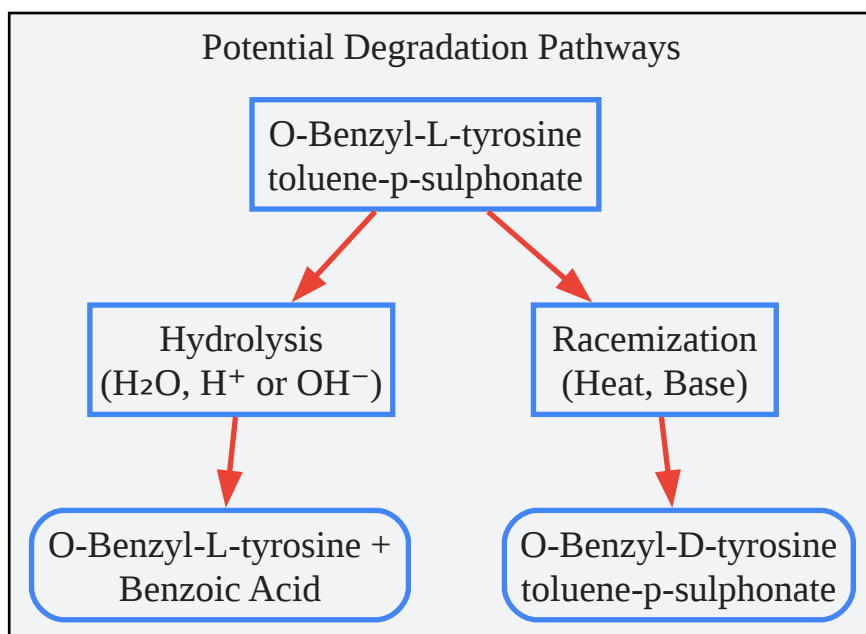 Potential Degradation Pathways
O-Benzyl-L-tyrosine
toluene-p-sulphonate
Hydrolysis
(H₂O, H⁺ or OH⁻)
Racemization
(Heat, Base)
O-Benzyl-L-tyrosine +
Benzoic Acid
O-Benzyl-D-tyrosine
toluene-p-sulphonate